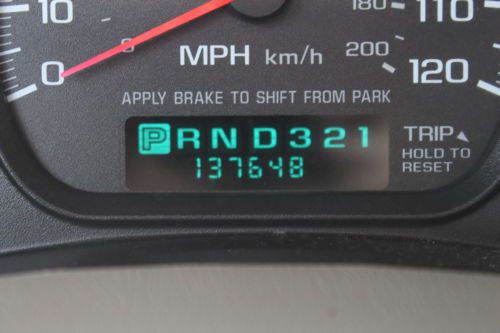 10
0
0
MPH km/h
180
110
200
120
APPLY BRAKE TO SHIFT FROM PARK
PRND321
137648
TRIP▲
HOLD TO
RESET